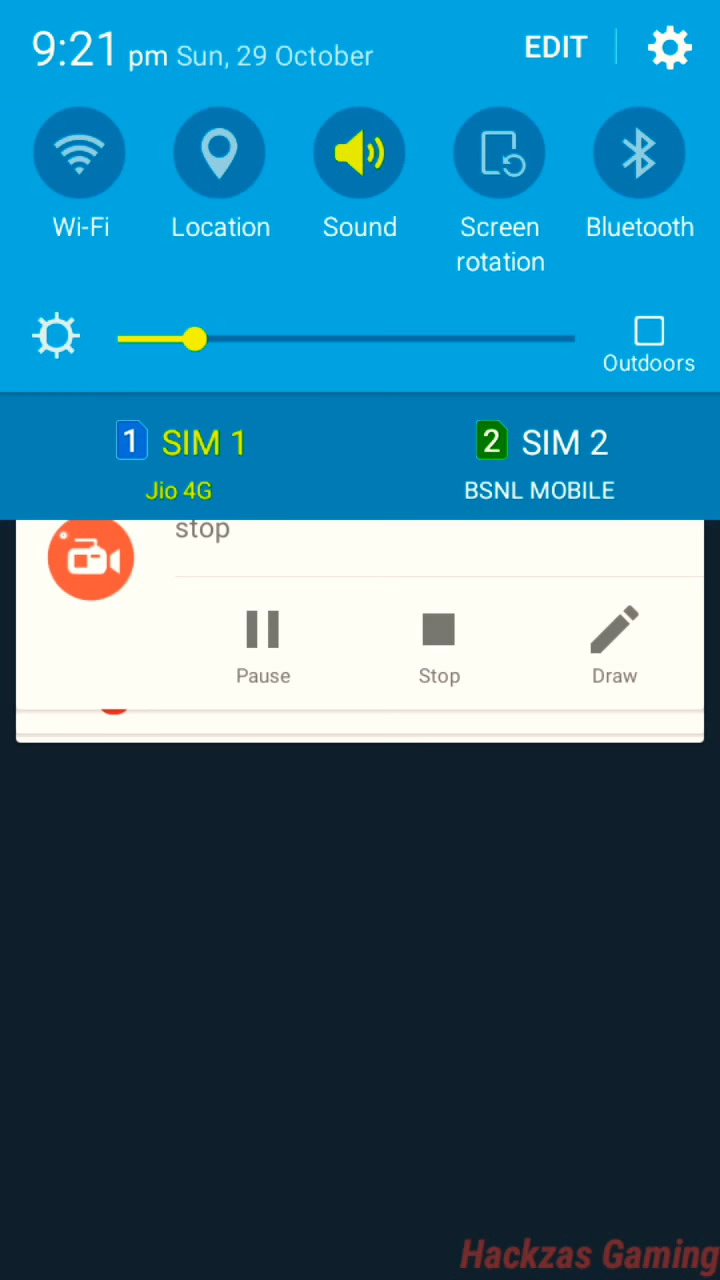 9:21 pm Sun, 29 October EDIT
Wi-Fi Location Sound Screen rotation Bluetooth
Outdoors
1 SIM 1 2 SIM 2
Jio 4G BSNL MOBILE
stop
Pause Stop Draw
Hackzas Gaming